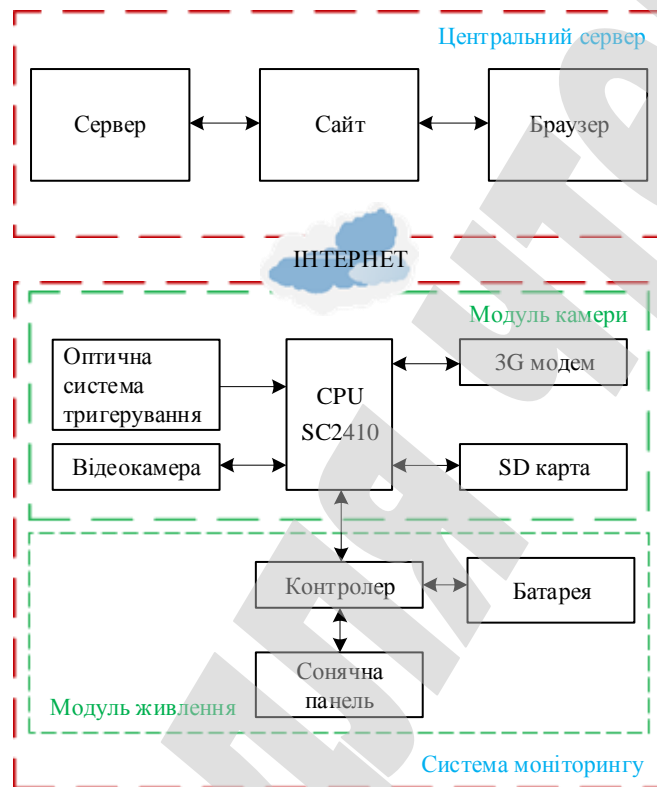 Центральний сервер
Сервер
Сайт
Браузер
ІНТЕРНЕТ
Модуль камери
Оптична
система
тригерування
CPU
SC2410
3G модем
Відеокамера
SD карта
Контролер
Батарея
Сонячна
панель
Модуль живлення
Система моніторингу